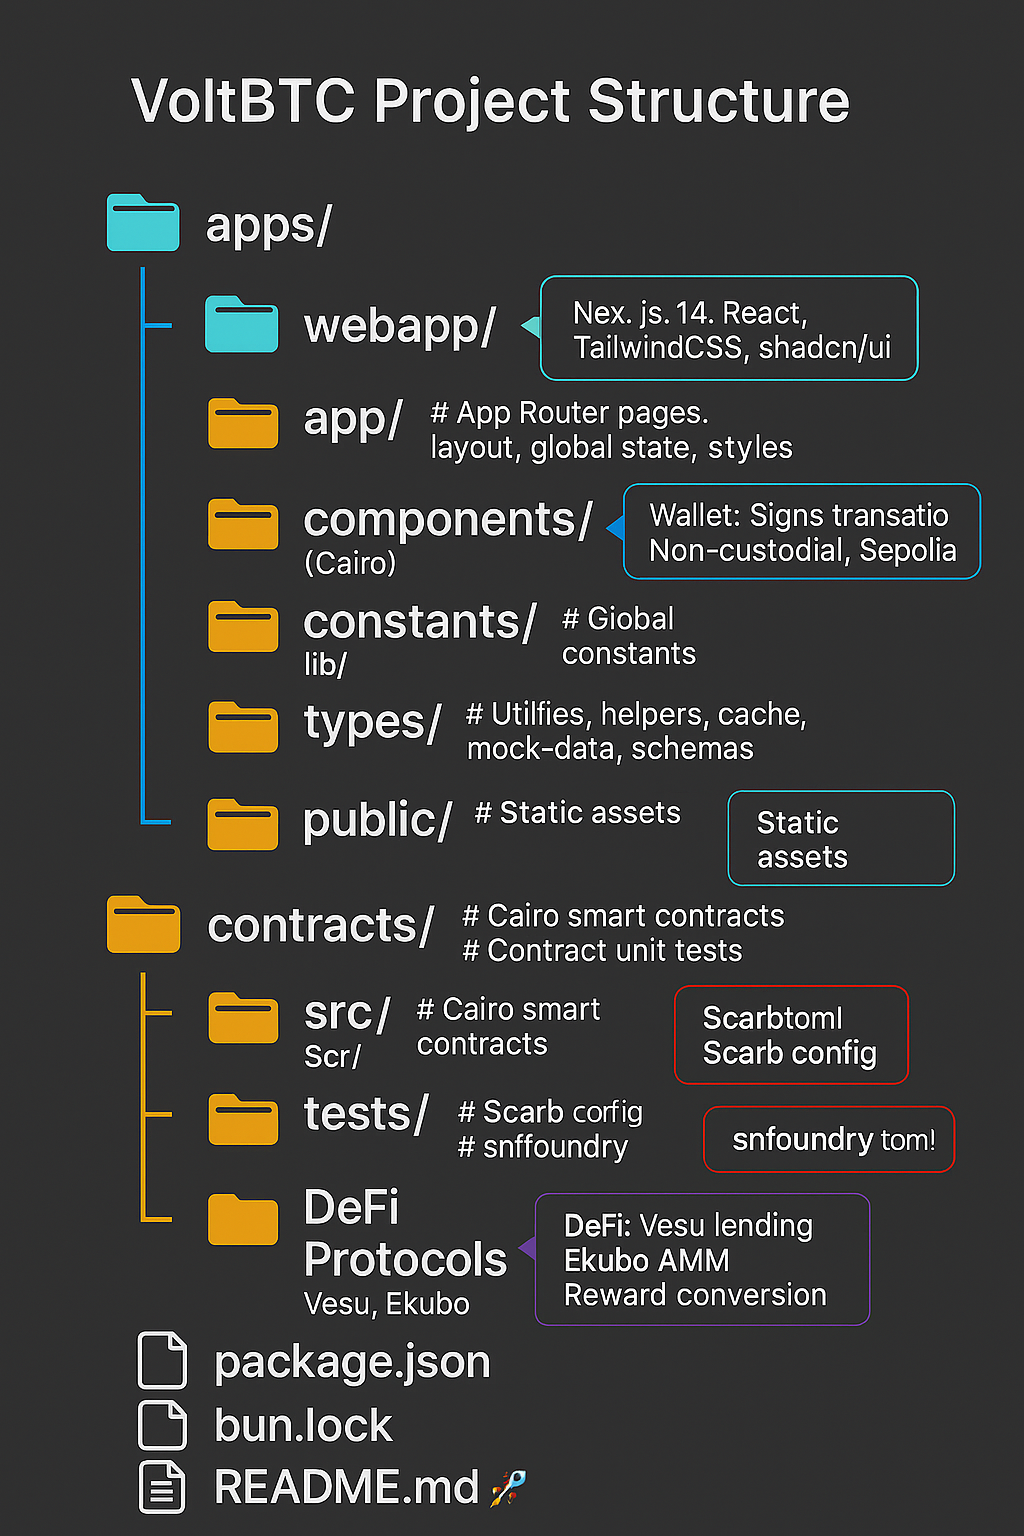 VoltBTC Project Structure
apps/
webapp/
Nex. js. 14. React,
TailwindCSS, shadcn/ui
app/
# App Router pages.
layout, global state, styles
components/
(Cairo)
Wallet: Signs transatio
Non-custodial, Sepolia
constants/
lib/
# Giobal
constants
types/
# Utilfies, helpers, cache,
mock-data, schemas
public/
# Static assets
Static
assets
contracts/
# Cairo smart contracts
# Contract unit tests
src/
Scr/
# Cairo smart
contracts
Scarbtoml
Scarb config
tests/
# Scarb corfig
# snffoundry
snfoundry tom!
DeFi
Protocols
Vesu, Ekubo
DeFi: Vesu lending
Ekubo AMM
Reward conversion
package.json
bun.lock
README.md 🚀